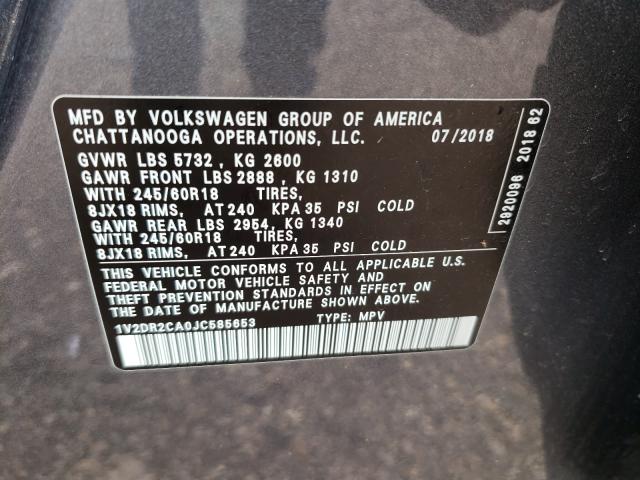 MFD BY VOLKSWAGEN GROUP OF AMERICA
CHATTANOOGA OPERATIONS, LLC. 07/2018
GVWR LBS 5732 , KG 2600
GAWR FRONT LBS 2888 , KG 1310
WITH 245/60R18 TIRES,
8JX18 RIMS, AT 240 KPA 35 PSI COLD
GAWR REAR LBS 2954, KG 1340
WITH 245/60R18 TIRES,
8JX18 RIMS, AT 240 KPA 35 PSI COLD
THIS VEHICLE CONFORMS TO ALL APPLICABLE U.S.
FEDERAL MOTOR VEHICLE SAFETY AND
THEFT PREVENTION STANDARDS IN EFFECT ON
THE DATE OF MANUFACTURE SHOWN ABOVE.
1V2DR2CA0JC585653 TYPE: MPV
2920096 2018 82